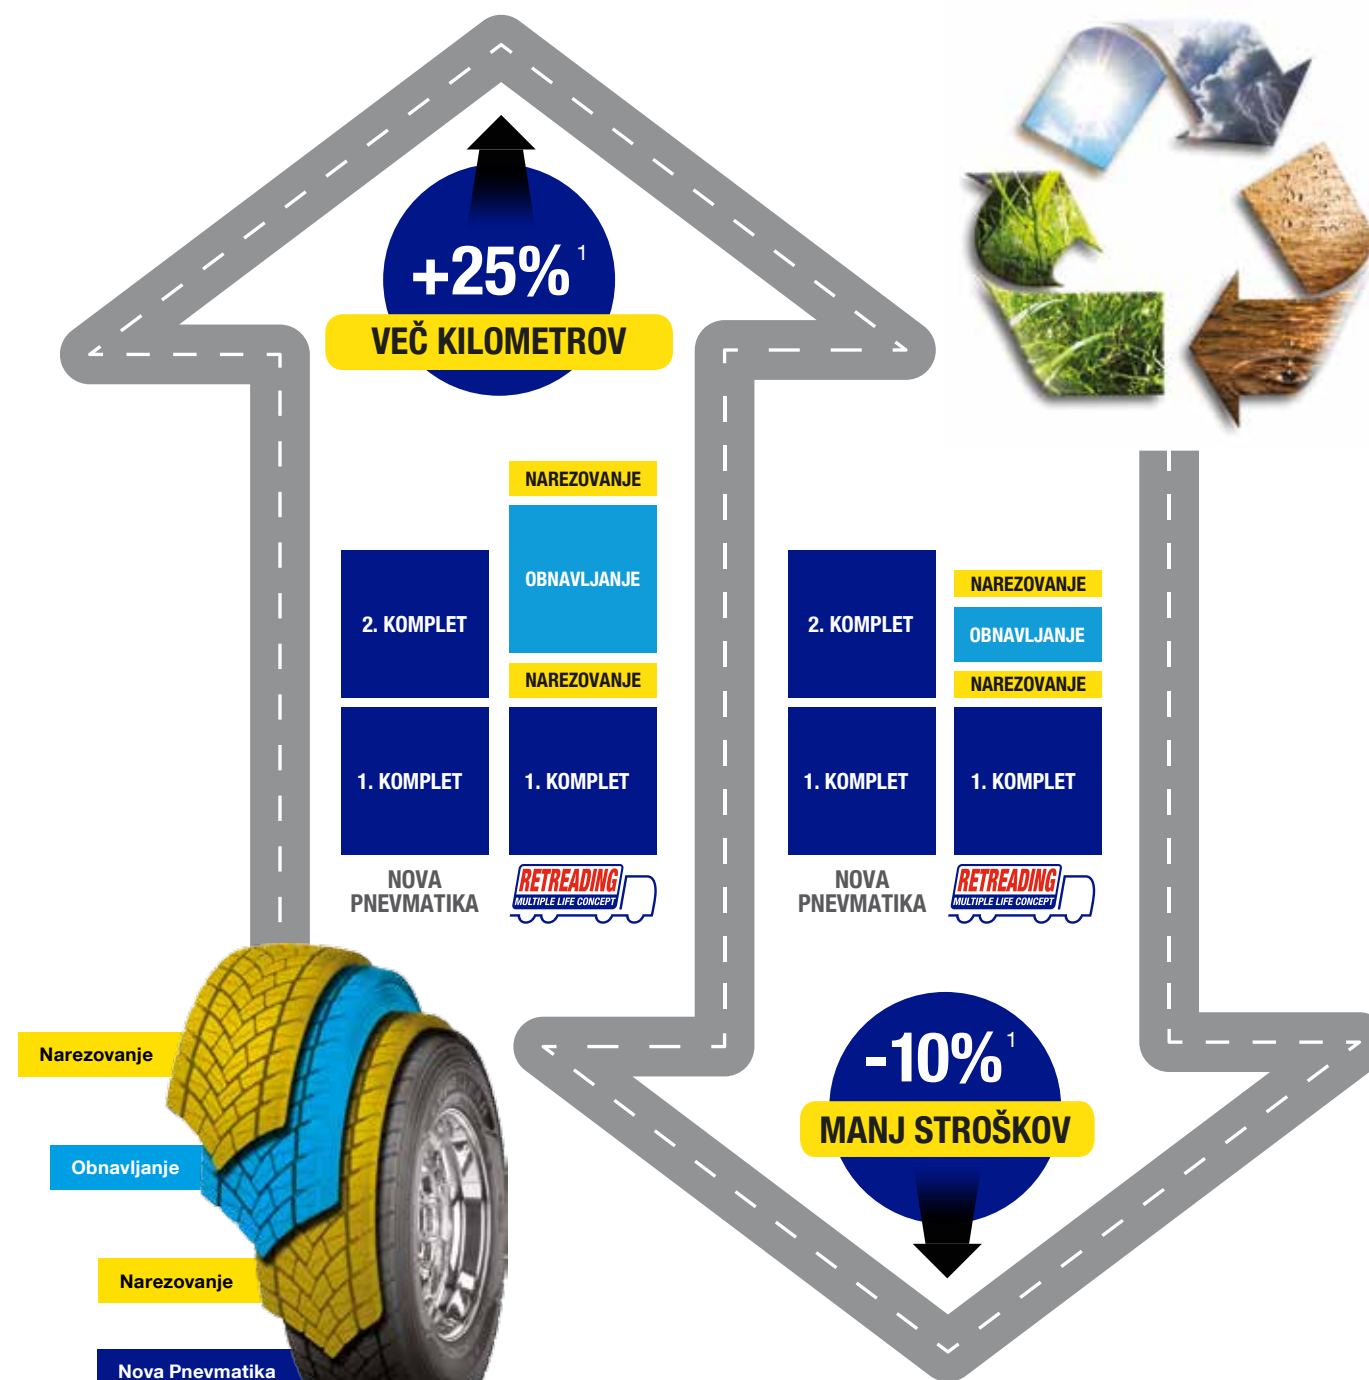 +25% 1
VEČ KILOMETROV
NAREZOVANJE
OBNAVLJANJE
NAREZOVANJE
2. KOMPLET
1. KOMPLET
1. KOMPLET
NOVA
PNEVMATIKA
RETREADING
MULTIPLE LIFE CONCEPT
2. KOMPLET
NAREZOVANJE
OBNAVLJANJE
NAREZOVANJE
1. KOMPLET
1. KOMPLET
NOVA
PNEVMATIKA
RETREADING
MULTIPLE LIFE CONCEPT
-10% 1
MANJ STROŠKOV
Narezovanje
Obnavljanje
Narezovanje
Nova Pnevmatika